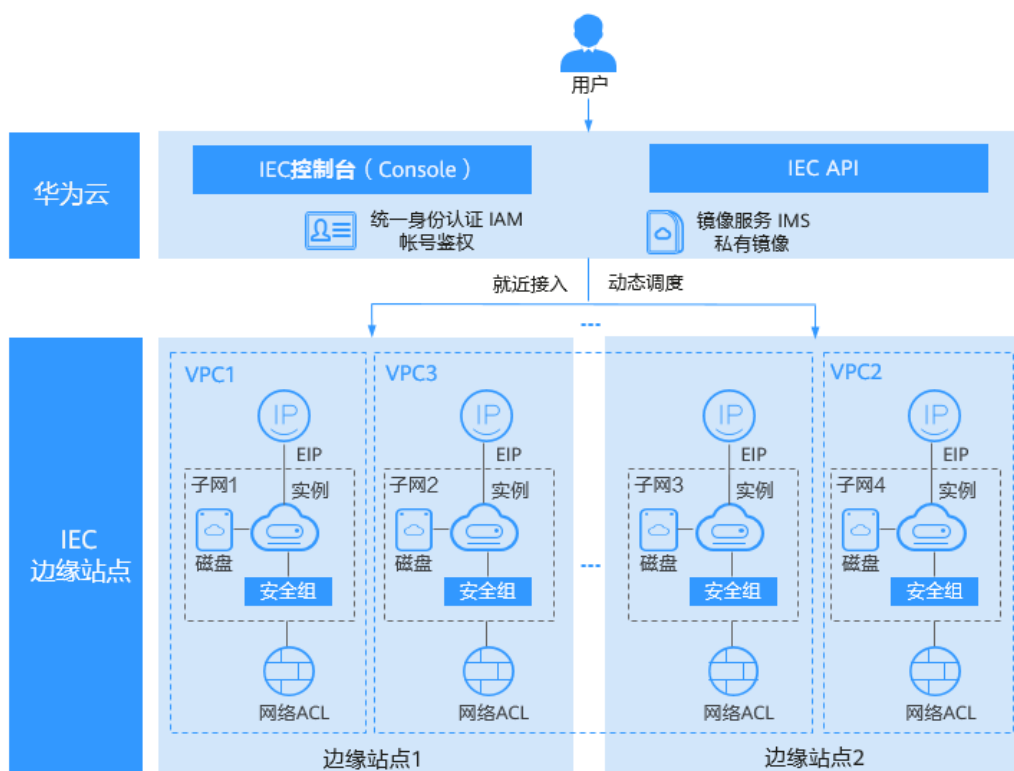 用户
华为云
IEC控制台（Console）
IEC API
统一身份认证 IAM
帐号鉴权
镜像服务 IMS
私有镜像
就近接入
动态调度
...
IEC
边缘站点
VPC1
VPC3
VPC2
IP
IP
IP
IP
EIP
EIP
EIP
EIP
子网1
实例
子网2
实例
子网3
实例
子网4
实例
磁盘
磁盘
...
磁盘
磁盘
安全组
安全组
安全组
安全组
网络ACL
网络ACL
网络ACL
网络ACL
边缘站点1
边缘站点2